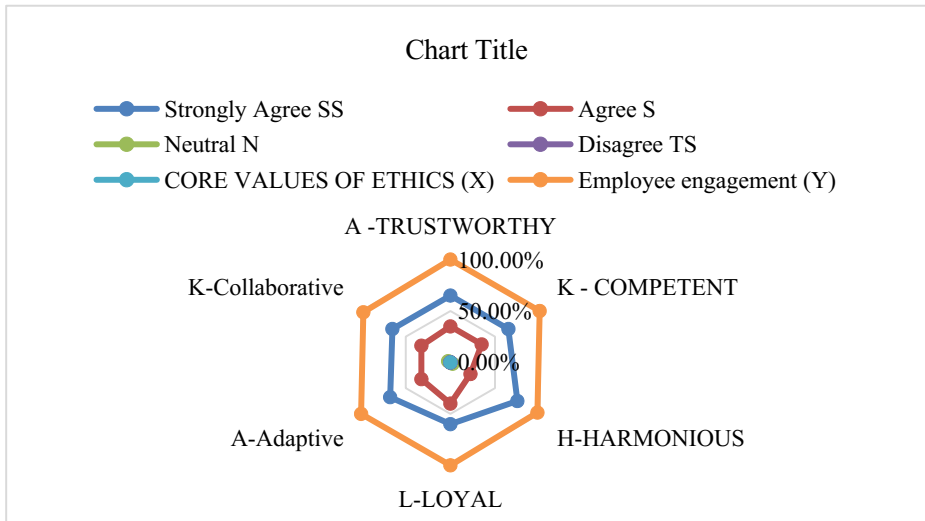 Chart Title
Strongly Agree SS
Agree S
Neutral N
Disagree TS
CORE VALUES OF ETHICS (X)
Employee engagement (Y)
A -TRUSTWORTHY
100.00%
K-Collaborative
K - COMPETENT
50.00%
0.00%
A-Adaptive
H-HARMONIOUS
L-LOYAL